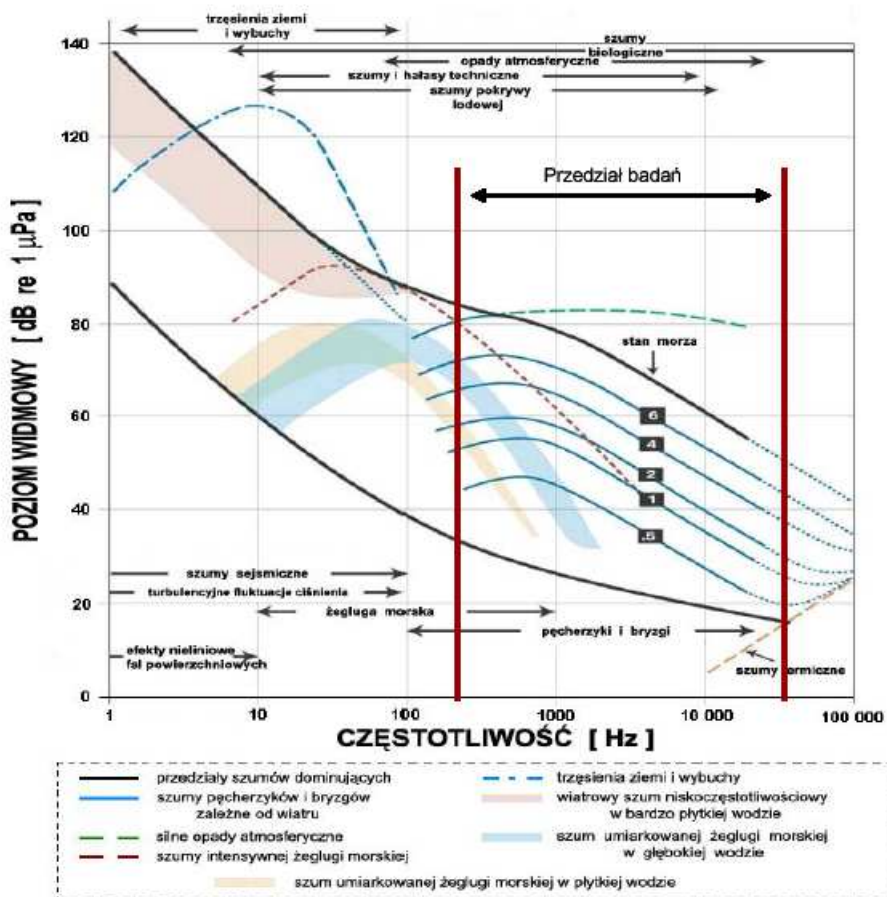 trzęsienia ziemi
i wybuchy
szumy
biologiczne
opady atmosferyczne
szumy i hałasy techniczne
szumy pokrywy
lodowej
Przedział badań
stan morza
6
4
2
1
.5
szumy sejsmiczne
turbulencyjne fluktuacje ciśnienia
żegluga moraka
pęcherzyki i bryzgi
efekty nieliniowe
fal powierzchniowych
szumy termiczne
POZIOM WIDMOWY [ dB re 1 µPa]
140
120
100
80
60
40
20
0
1
10
100
1000
10 000
100 000
CZĘSTOTLIWOŚĆ [ Hz ]
przedziały szumów dominujących
szumy pęcherzyków i bryzgów
zależne od wiatru
silne opady atmosferyczne
szumy intensywnej żeglugi morskiej
trzęsienia ziemi i wybuchy
wiatrowy szum niskoczęstotliwościowy
w bardzo płytkiej wodzie
szum umiarkowanej żeglugi morskiej
w głębokiej wodzie
szum umiarkowanej żeglugi morskiej w płytkiej wodzie